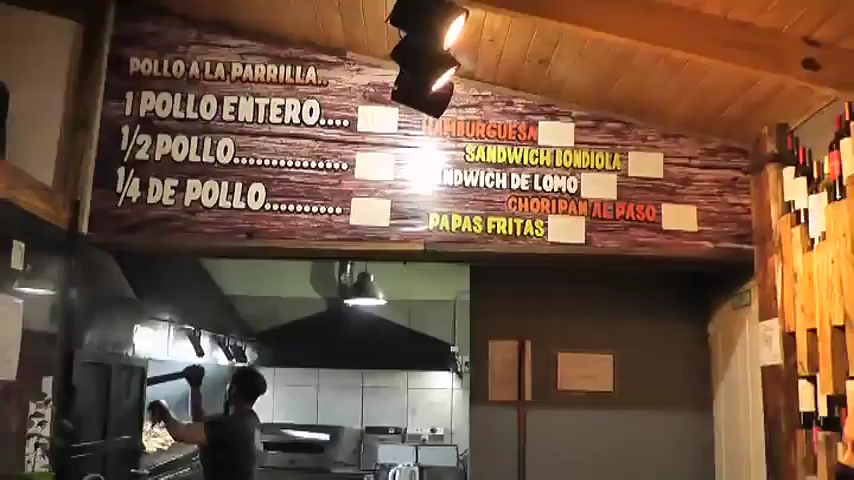 POLLO A LA PARRILLA..
1 POLLO ENTERO....
1/2 POLLO..............
1/4 DE POLLO..........
HAMBURGUESA
SANDWICH BONDIOLA
NDWICH DE LOMO
CHORIPAN AL PASO
PAPAS FRITAS